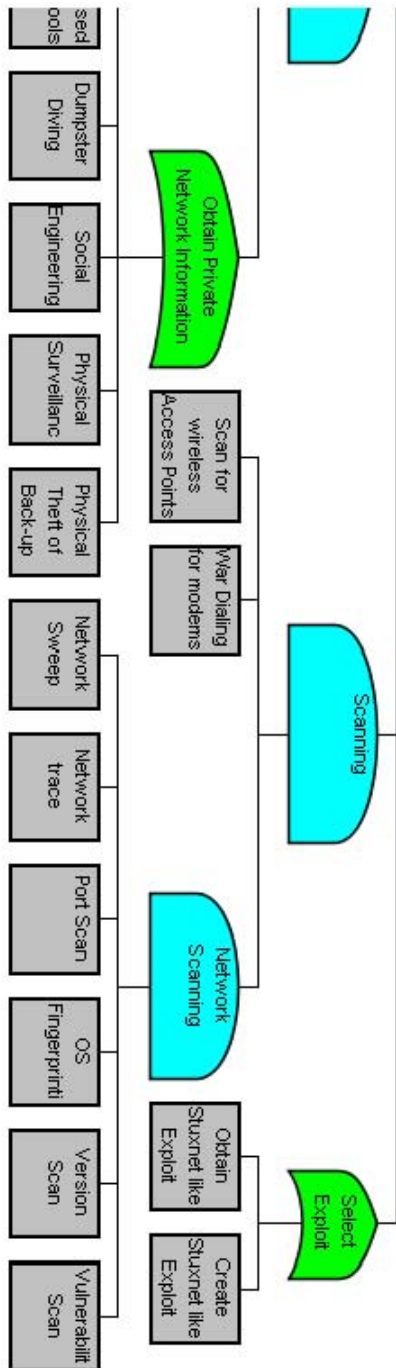 Scanning
Select
Exploit
Obtain Private
Network Information
Scan for
wireless
Access Points
War Dialing
for modems
Network
Scanning
Obtain
Stuxnet like
Exploit
Create
Stuxnet like
Exploit
sed
ools
Dumpster
Diving
Social
Engineering
Physical
Surveillanc
Physical
Theft of
Back-up
Network
Sweep
Network
trace
Port Scan
OS
Fingerprinti
Version
Scan
Vulnerabilit
Scan